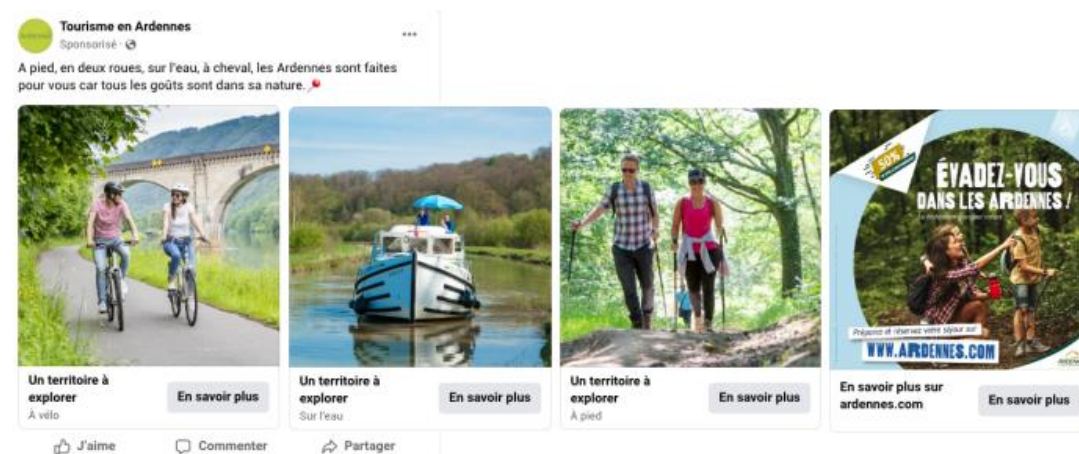 Tourisme en Ardennes
Sponsorisé ·
A pied, en deux roues, sur l'eau, à cheval, les Ardennes sont faites
pour vous car tous les goûts sont dans sa nature.
Un territoire à
explorer
À vélo
En savoir plus
Un territoire à
explorer
Sur l'eau
En savoir plus
Un territoire à
explorer
À pied
En savoir plus
50%
ÉVADEZ-VOUS
DANS LES ARDENNES !
Préparez et réservez votre séjour sur
WWW.ARDENNES.COM
En savoir plus sur
ardennes.com
En savoir plus
J'aime
Commenter
Partager